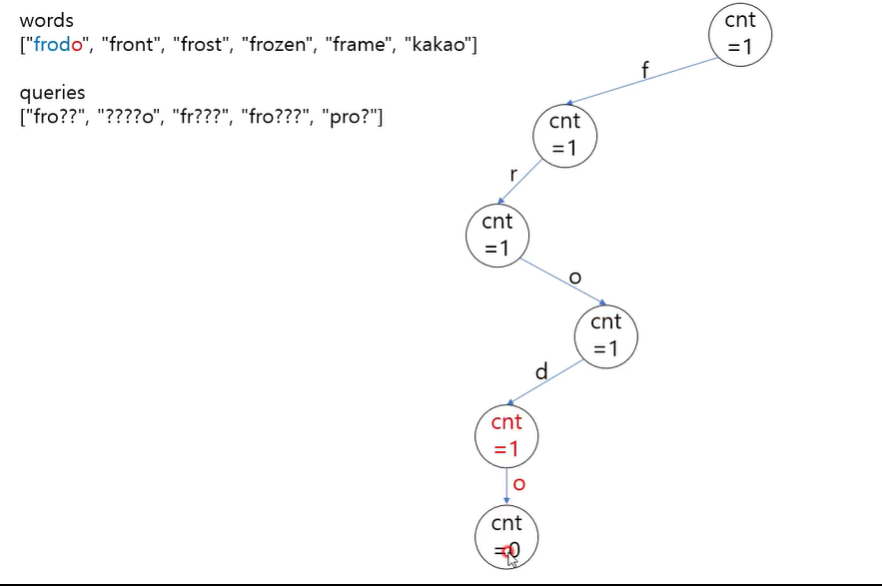 words
["frodo", "front", "frost", "frozen", "frame", "kakao"]
queries
["fro??", "????o", "fr???", "fro???", "pro?"]
cnt
=1
f
cnt
=1
r
cnt
=1
o
cnt
=1
d
cnt
=1
o
cnt
=0